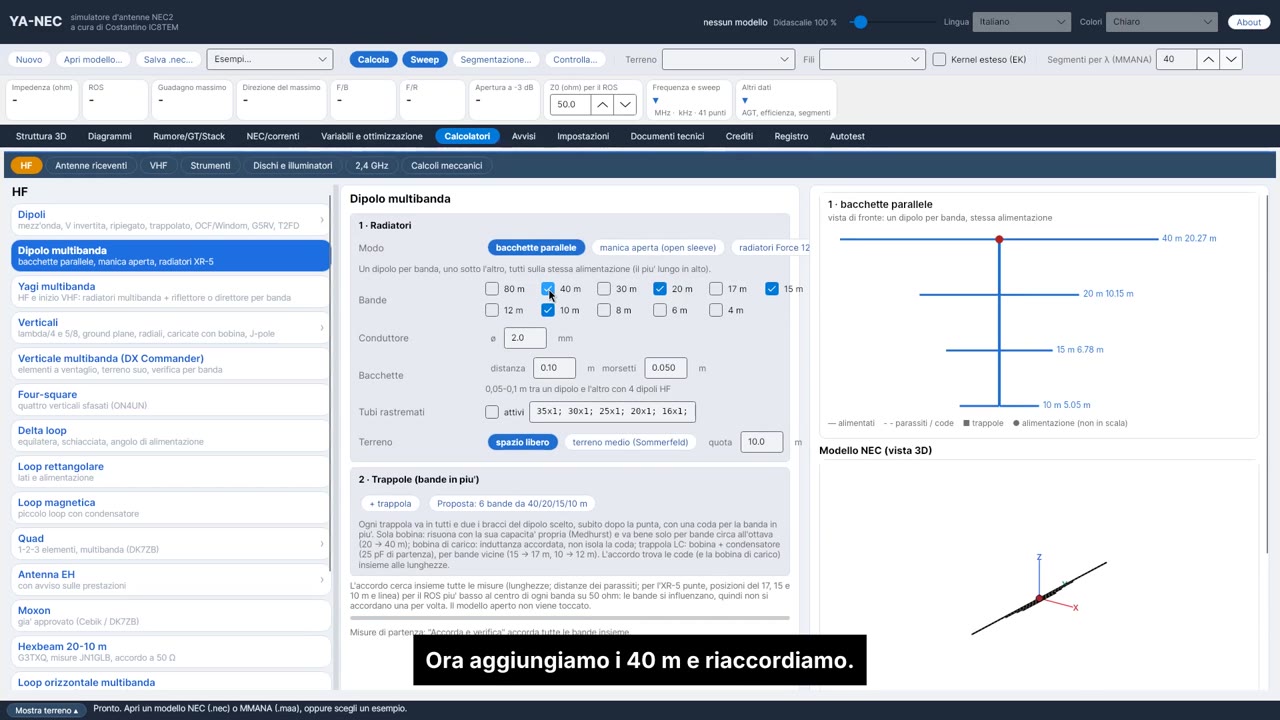 YA-NEC
simulatore d'antenne NEC2
a cura di Costantino IC8TEM
nessun modello
Didascalie 100 %
Lingua
Italiano
Colori
Chiaro
About
Nuovo
Apri modello...
Salva .nec...
Esempi...
Calcola
Sweep
Segmentazione...
Controlla...
Terreno
Fili
Kernel esteso (EK)
Segmenti per λ (MMANA)
40
Impedenza (ohm)
-
ROS
-
Guadagno massimo
-
Direzione del massimo
-
F/B
-
F/R
-
Apertura a -3 dB
-
Z0 (ohm) per il ROS
50.0
Frequenza e sweep
MHz · kHz · 41 punti
Altri dati
AGT, efficienza, segmenti
Struttura 3D
Diagrammi
Rumore/GT/Stack
NEC/correnti
Variabili e ottimizzazione
Calcolatori
Avvisi
Impostazioni
Documenti tecnici
Crediti
Registro
Autotest
HF
Antenne riceventi
VHF
Strumenti
Dischi e illuminatori
2,4 GHz
Calcoli meccanici
HF
Dipoli
mezz'onda, V invertita, ripiegato, trappolato, OCF/Windom, G5RV, T2FD
Dipolo multibanda
bacchette parallele, manica aperta, radiatori XR-5
Yagi multibanda
HF e inizio VHF: radiatori multibanda + riflettore o direttore per banda
Verticali
lambda/4 e 5/8, ground plane, radiali, caricate con bobina, J-pole
Verticale multibanda (DX Commander)
elementi a ventaglio, terreno suo, verifica per banda
Four-square
quattro verticali sfasati (ON4UN)
Delta loop
equilatera, schiacciata, angolo di alimentazione
Loop rettangolare
lati e alimentazione
Loop magnetica
piccolo loop con condensatore
Quad
1-2-3 elementi, multibanda (DK7ZB)
Antenna EH
con avviso sulle prestazioni
Moxon
gia' approvato (Cebik / DK7ZB)
Hexbeam 20-10 m
G3TXQ, misure JN1GLB, accordo a 50 Ω
Loop orizzontale multibanda
Dipolo multibanda
1 · Radiatori
Modo
bacchette parallele
manica aperta (open sleeve)
radiatori Force 12
Un dipolo per banda, uno sotto l'altro, tutti sulla stessa alimentazione (il piu' lungo in alto).
Bande
80 m
40 m
30 m
20 m
17 m
15 m
12 m
10 m
8 m
6 m
4 m
Conduttore
ø
2.0
mm
Bacchette
distanza
0.10
m
morsetti
0.050
m
0,05-0,1 m tra un dipolo e l'altro con 4 dipoli HF
Tubi rastremati
attivi
35x1; 30x1; 25x1; 20x1; 16x1;
Terreno
spazio libero
terreno medio (Sommerfeld)
quota
10.0
m
2 · Trappole (bande in piu')
+ trappola
Proposta: 6 bande da 40/20/15/10 m
Ogni trappola va in tutti e due i bracci del dipolo scelto, subito dopo la punta, con una coda per la banda in
piu'. Sola bobina: risuona con la sua capacita' propria (Medhurst) e va bene solo per bande circa all'ottava
(20 → 40 m); bobina di carico: induttanza accordata, non isola la coda; trappola LC: bobina + condensatore
(25 pF di partenza), per bande vicine (15 → 17 m, 10 → 12 m). L'accordo trova le code (e la bobina di carico)
insieme alle lunghezze.
L'accordo cerca insieme tutte le misure (lunghezze; distanze dei parassiti; per l'XR-5 punte, posizioni del 17, 15 e
10 m e linea) per il ROS piu' basso al centro di ogni banda su 50 ohm: le bande si influenzano, quindi non si
accordano una per volta. Il modello aperto non viene toccato.
Misure di partenza: "Accorda e verifica" accorda tutte le bande insieme.
1 · bacchette parallele
vista di fronte: un dipolo per banda, stessa alimentazione
40 m 20.27 m
20 m 10.15 m
15 m 6.78 m
10 m 5.05 m
— alimentati
- - parassiti / code
■ trappole
● alimentazione (non in scala)
Modello NEC (vista 3D)
Z
X
Ora aggiungiamo i 40 m e riaccordiamo.
Mostra terreno ▴
Pronto. Apri un modello NEC (.nec) o MMANA (.maa), oppure scegli un esempio.